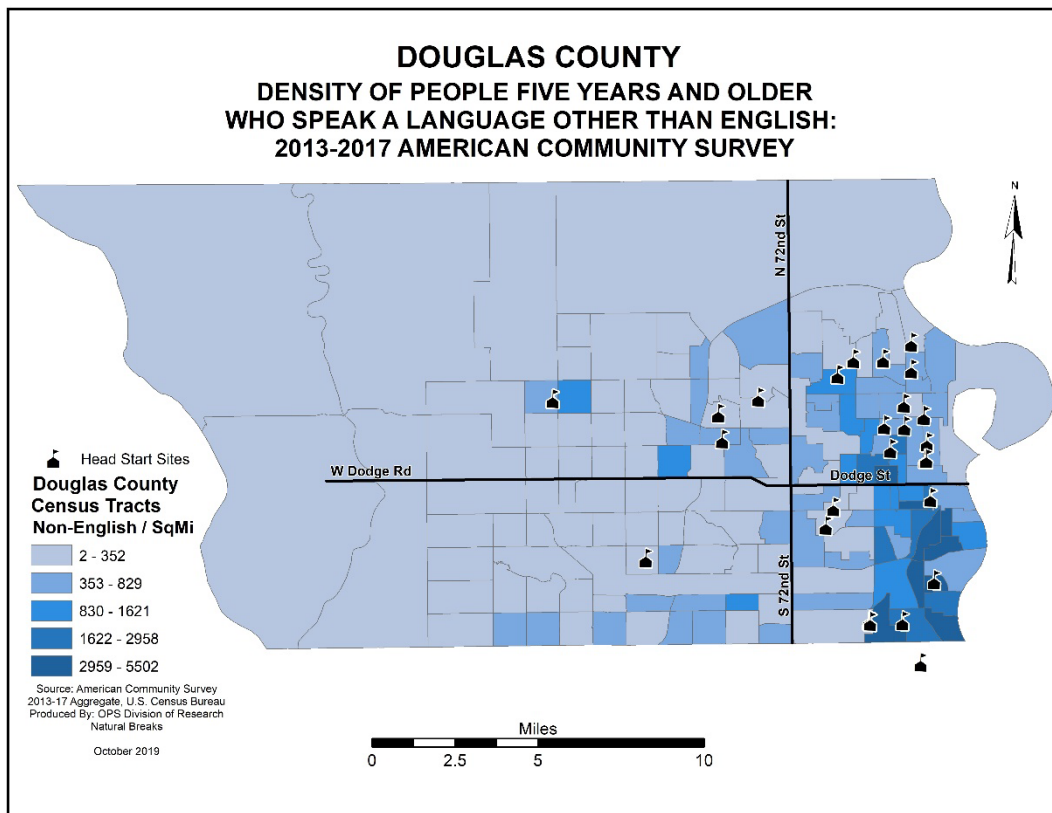 DOUGLAS COUNTY
DENSITY OF PEOPLE FIVE YEARS AND OLDER
WHO SPEAK A LANGUAGE OTHER THAN ENGLISH:
2013-2017 AMERICAN COMMUNITY SURVEY
N
N 72nd St
W Dodge Rd
Dodge St
S 72nd St
Head Start Sites
Douglas County
Census Tracts
Non-English / SqMi
2 - 352
353 - 829
830 - 1621
1622 - 2958
2959 - 5502
Source: American Community Survey
2013-17 Aggregate, U.S. Census Bureau
Produced By: OPS Division of Research
Natural Breaks
October 2019
Miles
0 2.5 5 10